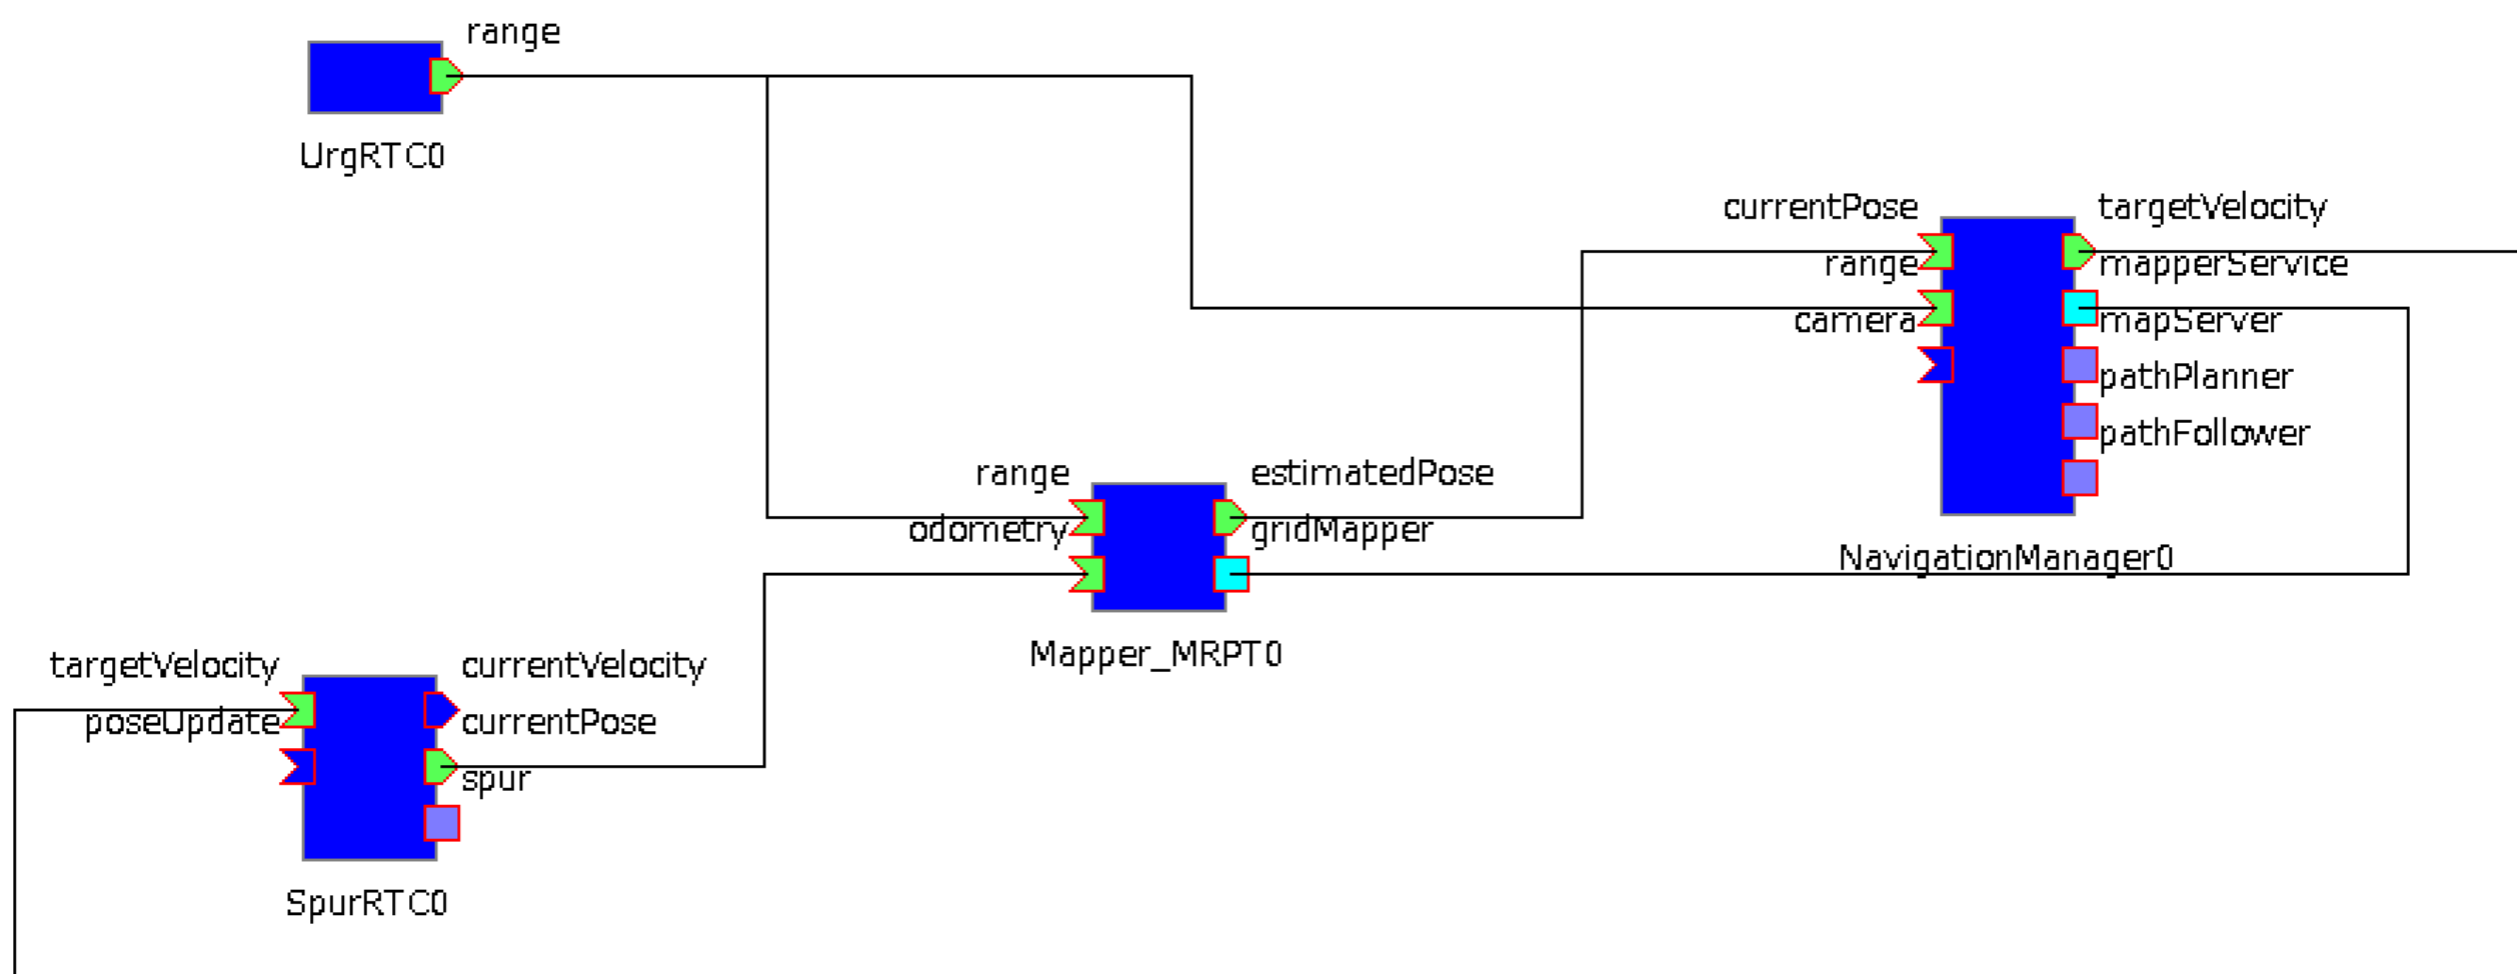 range
UrgRTC0
currentPose
range
camera
targetVelocity
mapperService
mapServer
pathPlanner
pathFollower
NavigationManager0
range
odometry
estimatedPose
gridMapper
Mapper_MRPT0
targetVelocity
poseUpdate
currentVelocity
currentPose
spur
SpurRTC0